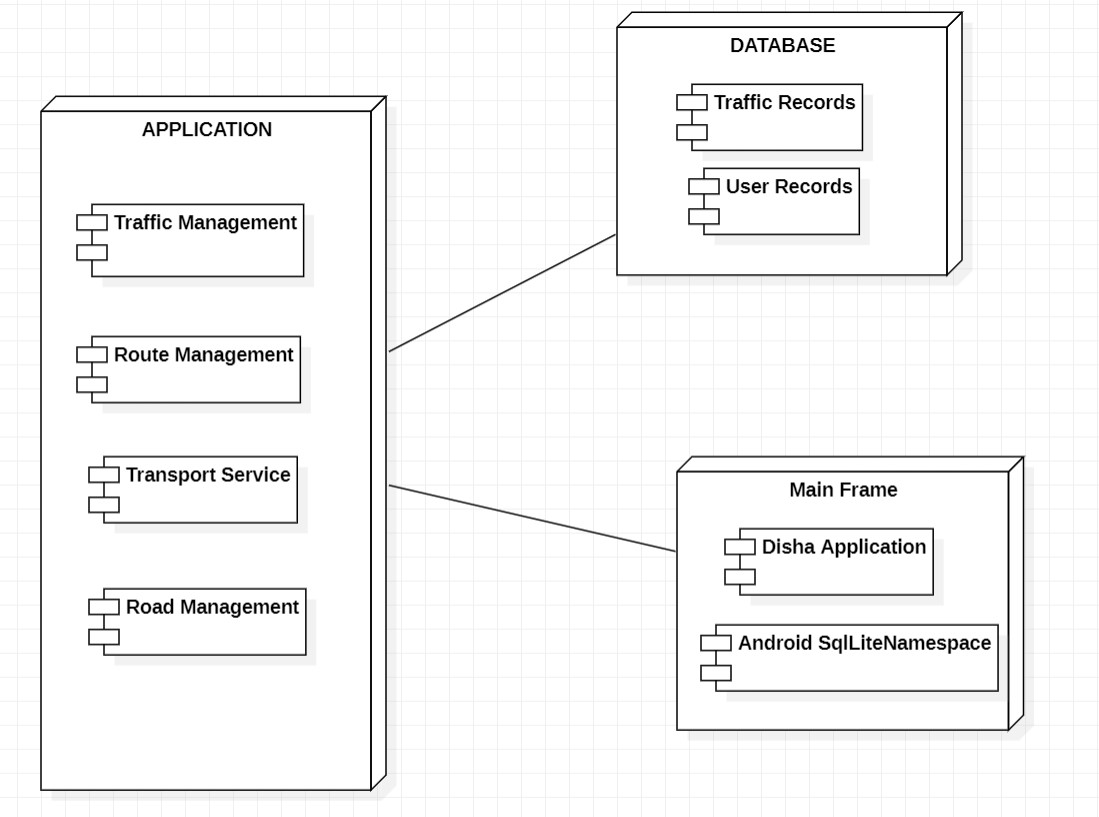 APPLICATION
Traffic Management
Route Management
Transport Service
Road Management
DATABASE
Traffic Records
User Records
Main Frame
Disha Application
Android SqlLiteNamespace